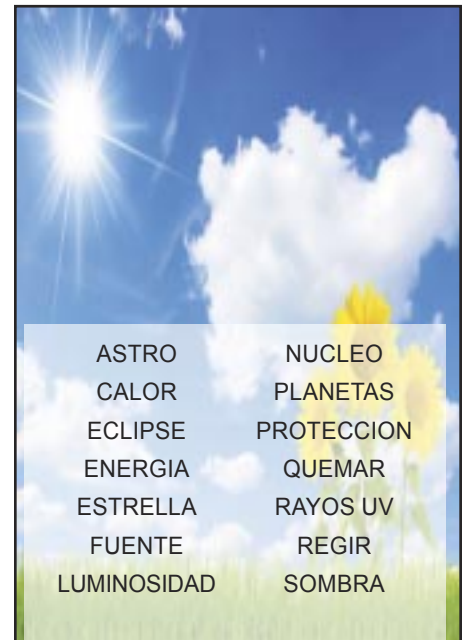 ASTRO NUCLEO
CALOR PLANETAS
ECLIPSE PROTECCION
ENERGIA QUEMAR
ESTRELLA RAYOS UV
FUENTE REGIR
LUMINOSIDAD SOMBRA